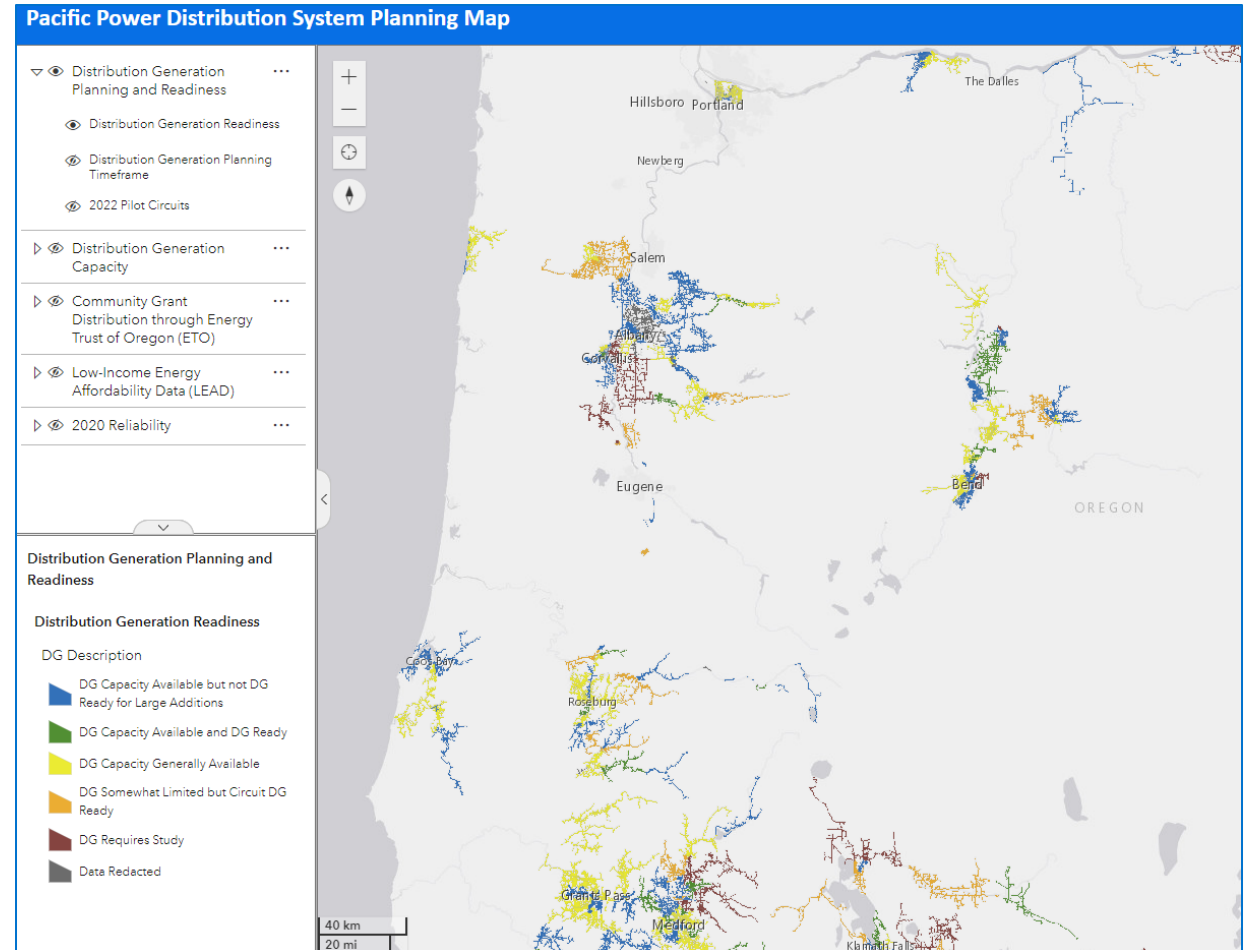 Pacific Power Distribution System Planning Map
Distribution Generation
Planning and Readiness
Distribution Generation Readiness
Distribution Generation Planning
Timeframe
2022 Pilot Circuits
Distribution Generation
Capacity
Community Grant
Distribution through Energy
Trust of Oregon (ETO)
Low-Income Energy
Affordability Data (LEAD)
2020 Reliability
Distribution Generation Planning and
Readiness
Distribution Generation Readiness
DG Description
DG Capacity Available but not DG
Ready for Large Additions
DG Capacity Available and DG Ready
DG Capacity Generally Available
DG Somewhat Limited but Circuit DG
Ready
DG Requires Study
Data Redacted
The Dalles
Hillsboro
Portland
Newberg
Salem
Albany
Corvallis
Eugene
Bend
OREGON
Coos Bay
Roseburg
Grants Pass
Medford
Klamath Falls
40 km
20 mi